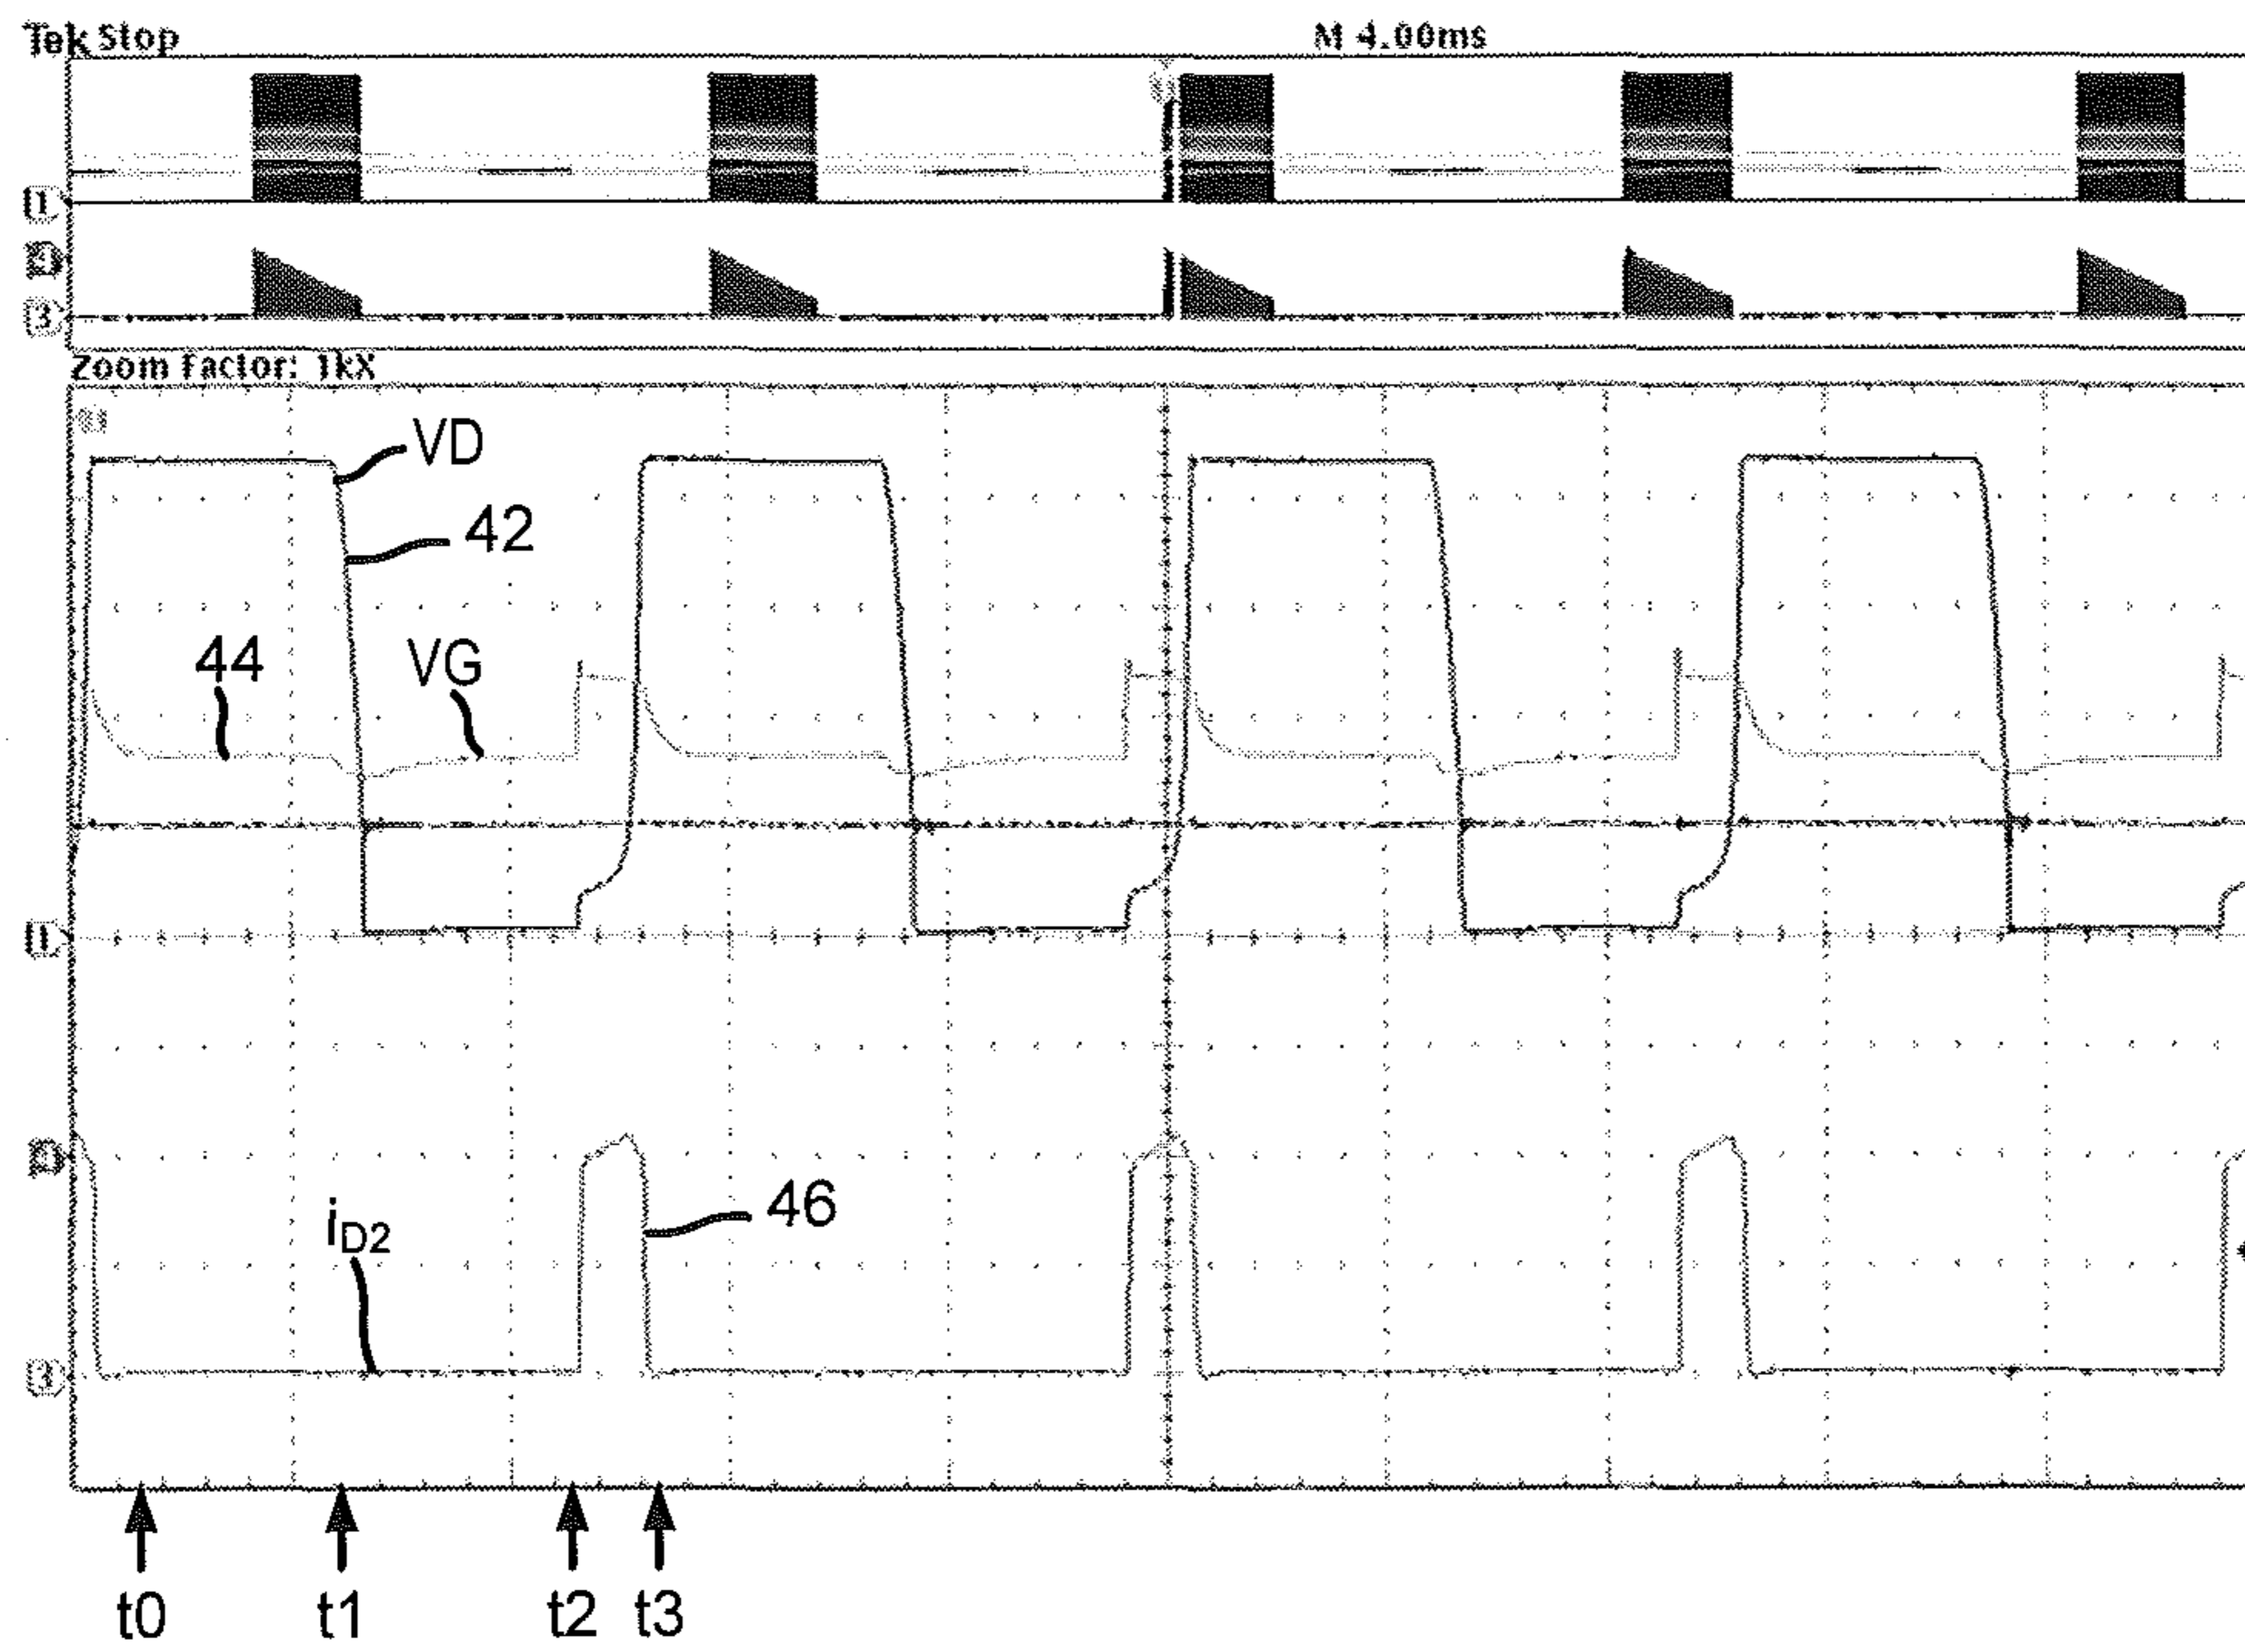 Tek Stop
M 4.00ms
1
3
Zoom Factor: 1kX
VD
42
44
VG
1
2
46
iD2
3
t0
t1
t2
t3